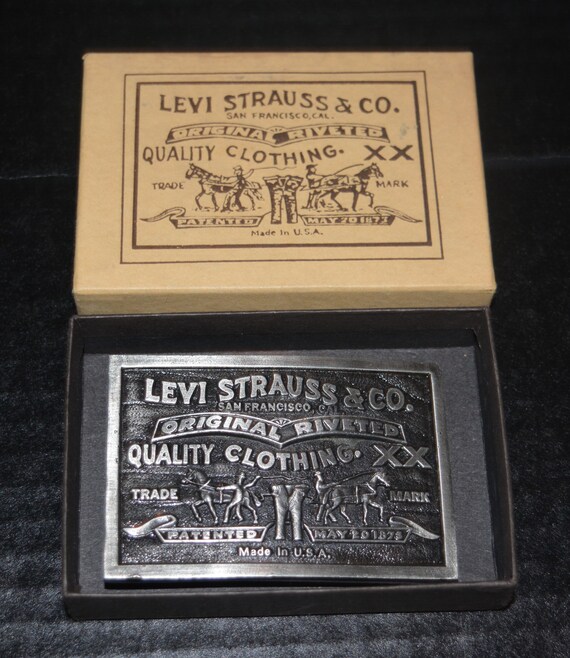 LEVI STRAUSS & CO.
SAN FRANCISCO, CAL.
ORIGINAL RIVETED
QUALITY CLOTHING. XX
TRADE MARK
PATENTED MAY 20 1873
Made in U.S.A.
LEVI STRAUSS & CO.
SAN FRANCISCO, CAL.
ORIGINAL RIVETED
QUALITY CLOTHING. XX
TRADE MARK
PATENTED MAY 20 1873
Made In U.S.A.